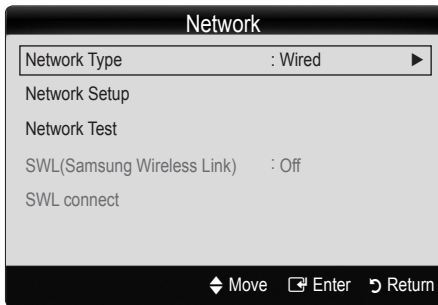 Network
Network Type : Wired ▶
Network Setup
Network Test
SWL(Samsung Wireless Link) : Off
SWL connect
Move Enter Return